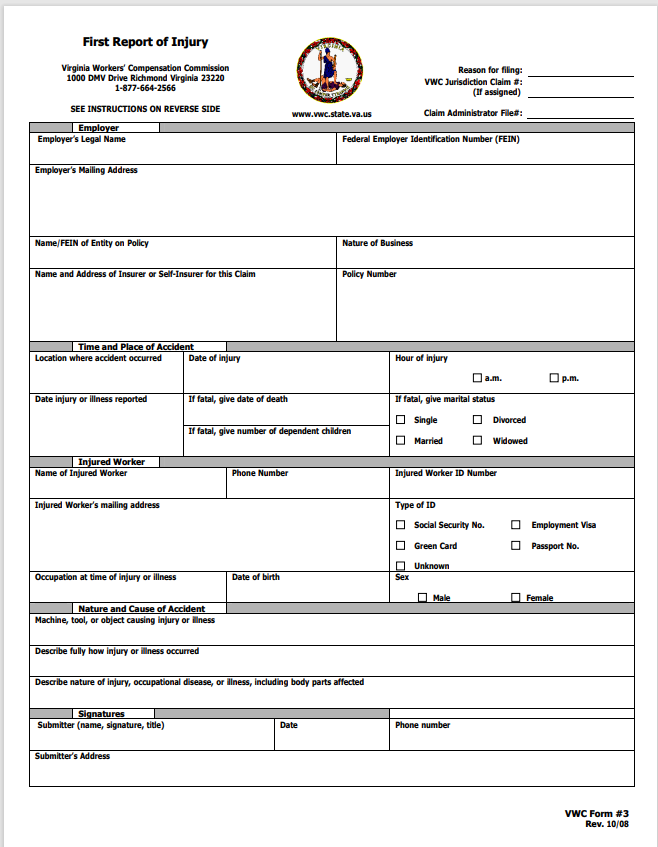 First Report of Injury
Virginia Workers' Compensation Commission
1000 DMV Drive Richmond Virginia 23220
1-877-664-2566
SEE INSTRUCTIONS ON REVERSE SIDE
VIRGINIA
www.vwc.state.va.us
Reason for filing:
VWC Jurisdiction Claim #:
(If assigned)
Claim Administrator File#:
Employer
Employer's Legal Name
Federal Employer Identification Number (FEIN)
Employer's Mailing Address
Name/FEIN of Entity on Policy
Nature of Business
Name and Address of Insurer or Self-Insurer for this Claim
Policy Number
Time and Place of Accident
Location where accident occurred
Date of injury
Hour of injury
a.m. p.m.
Date injury or illness reported
If fatal, give date of death
If fatal, give marital status
Single Divorced
If fatal, give number of dependent children
Married Widowed
Injured Worker
Name of Injured Worker
Phone Number
Injured Worker ID Number
Injured Worker's mailing address
Type of ID
Social Security No. Employment Visa
Green Card Passport No.
Unknown
Occupation at time of injury or illness
Date of birth
Sex
Male Female
Nature and Cause of Accident
Machine, tool, or object causing injury or illness
Describe fully how injury or illness occurred
Describe nature of injury, occupational disease, or illness, including body parts affected
Signatures
Submitter (name, signature, title)
Date
Phone number
Submitter's Address
VWC Form #3
Rev. 10/08